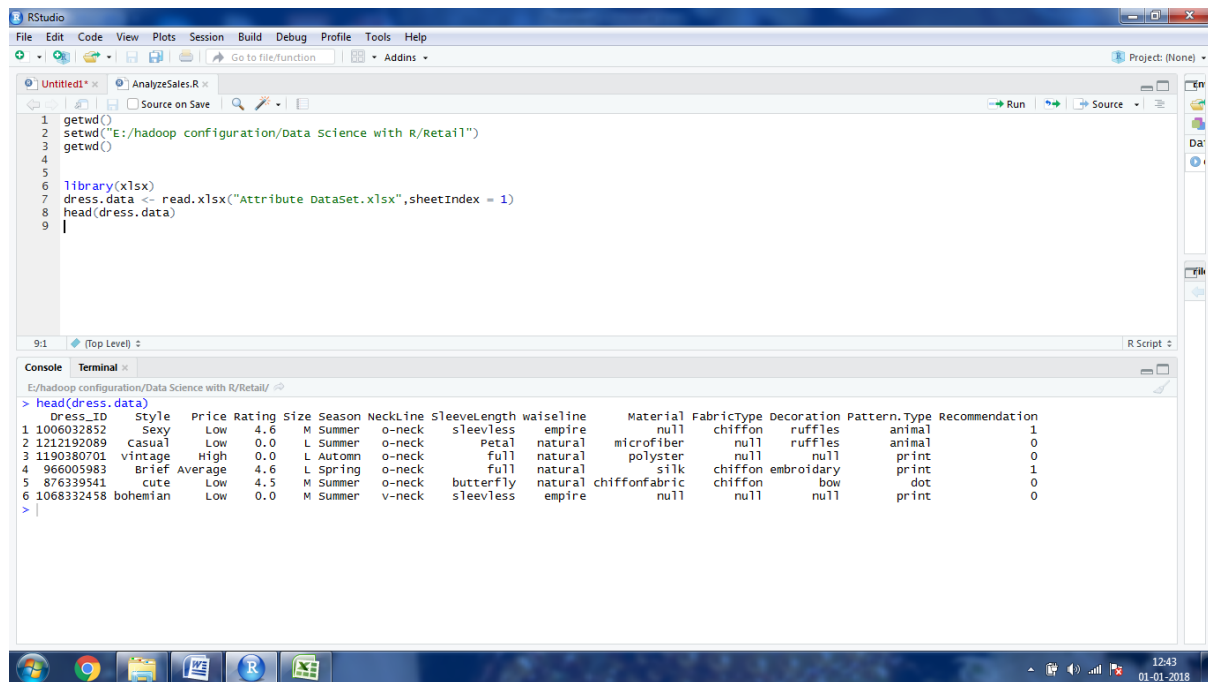 RStudio
File Edit Code View Plots Session Build Debug Profile Tools Help
Go to file/function Addins Project: (None)
Untitled1* AnalyzeSales.R
Source on Save Run Source
1 getwd()
2 setwd("E:/hadoop configuration/Data Science with R/Retail")
3 getwd()
4
5
6 library(xlsx)
7 dress.data <- read.xlsx("Attribute DataSet.xlsx",sheetIndex = 1)
8 head(dress.data)
9
9:1 (Top Level) R Script
Console Terminal
E:/hadoop configuration/Data Science with R/Retail/
> head(dress.data)
Dress_ID Style Price Rating Size Season NeckLine SleeveLength waiseline Material FabricType Decoration Pattern.Type Recommendation
1 1006032852 Sexy Low 4.6 M Summer o-neck sleevless empire null chiffon ruffles animal 1
2 1212192089 Casual Low 0.0 L Summer o-neck Petal natural microfiber null ruffles animal 0
3 1190380701 vintage High 0.0 L Automn o-neck full natural polyster null null print 0
4 966005983 Brief Average 4.6 L Spring o-neck full natural silk chiffon embroidary print 1
5 876339541 cute Low 4.5 M Summer o-neck butterfly natural chiffonfabric chiffon bow dot 0
6 1068332458 bohemian Low 0.0 M Summer v-neck sleevless empire null null null print 0
>
12:43
01-01-2018